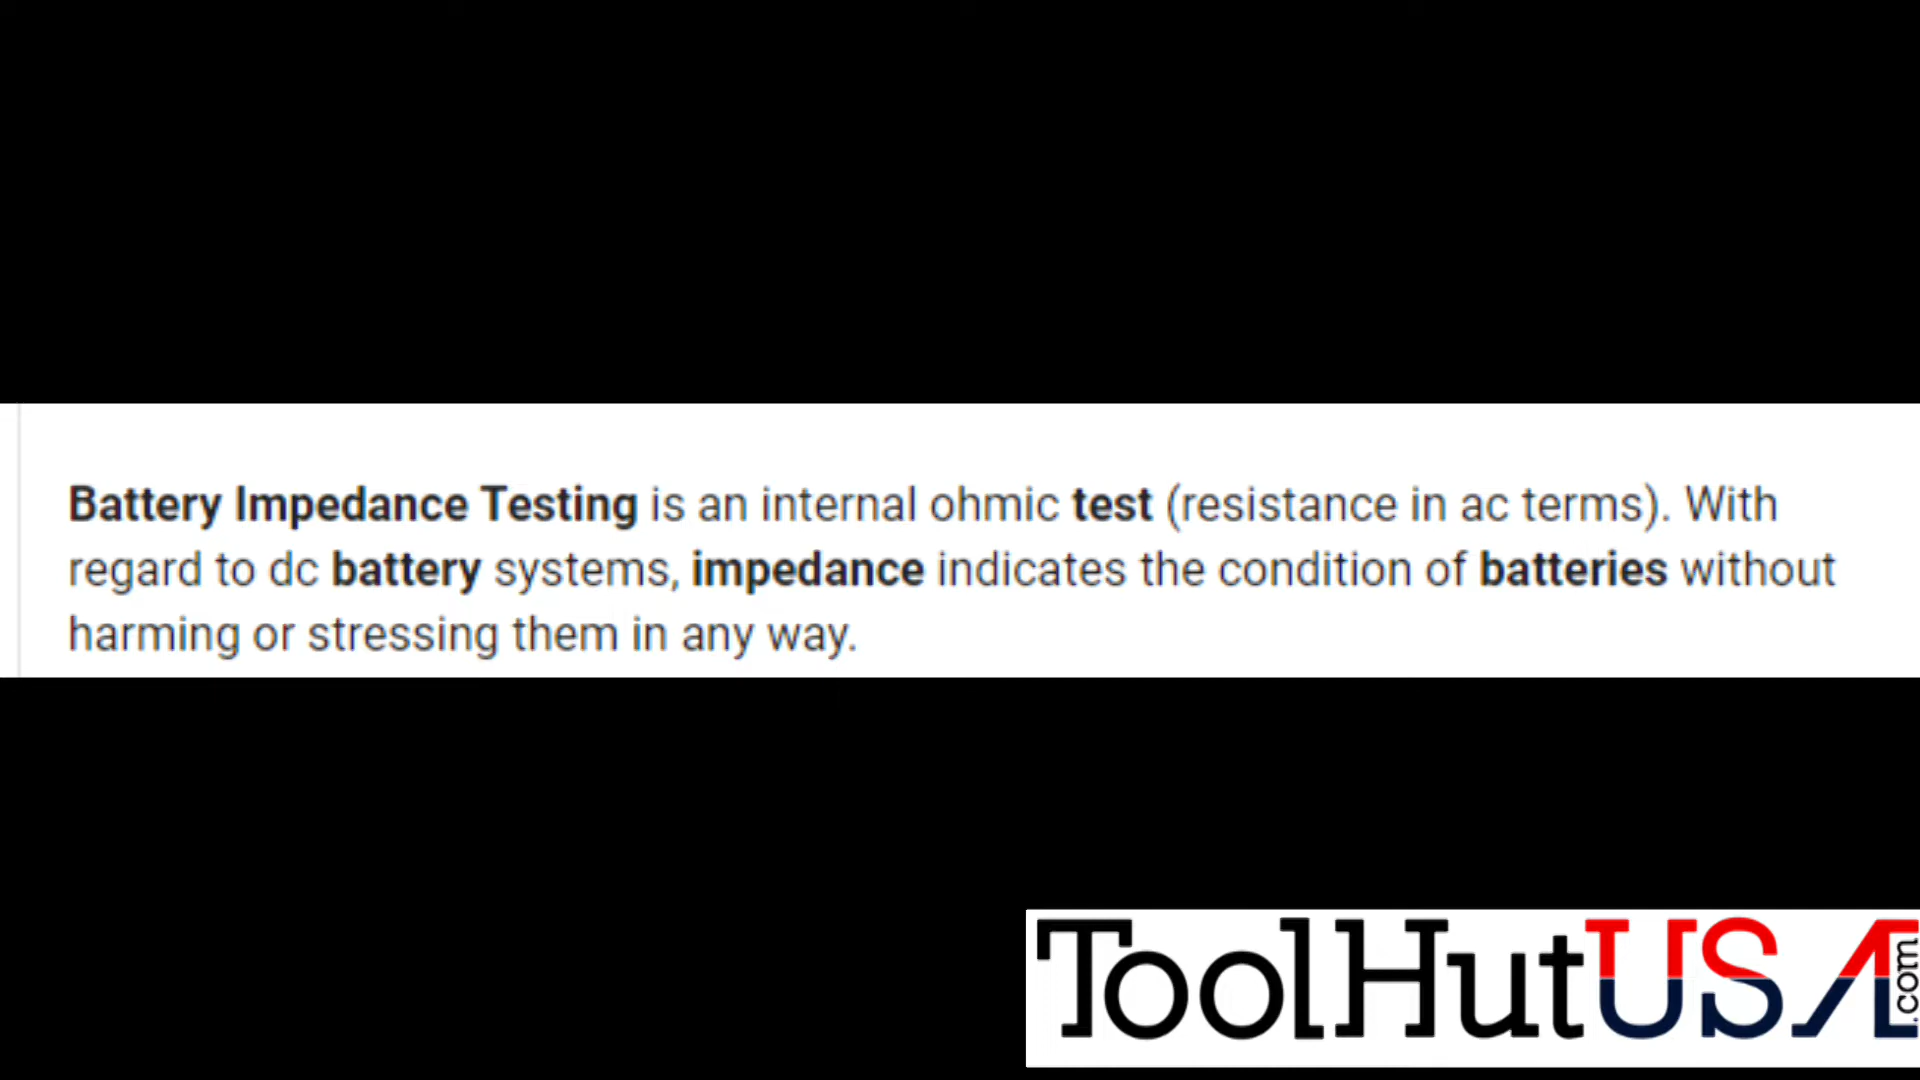 Battery Impedance Testing is an internal ohmic test (resistance in ac terms). With
regard to dc battery systems, impedance indicates the condition of batteries without
harming or stressing them in any way.
ToolHutUSA.com